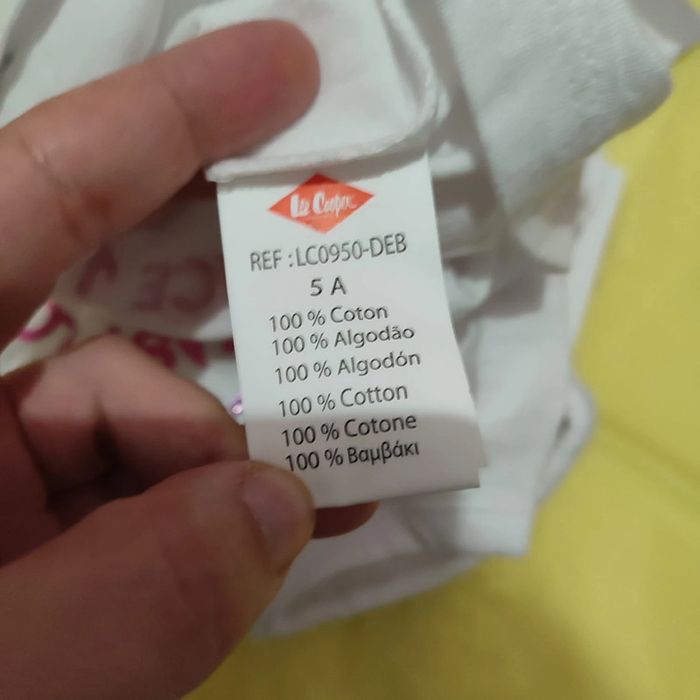 Lee Cooper
REF : LC0950-DEB
5 A
100 % Coton
100 % Algodão
100 % Algodón
100 % Cotton
100 % Cotone
100 % Βαμβάκι